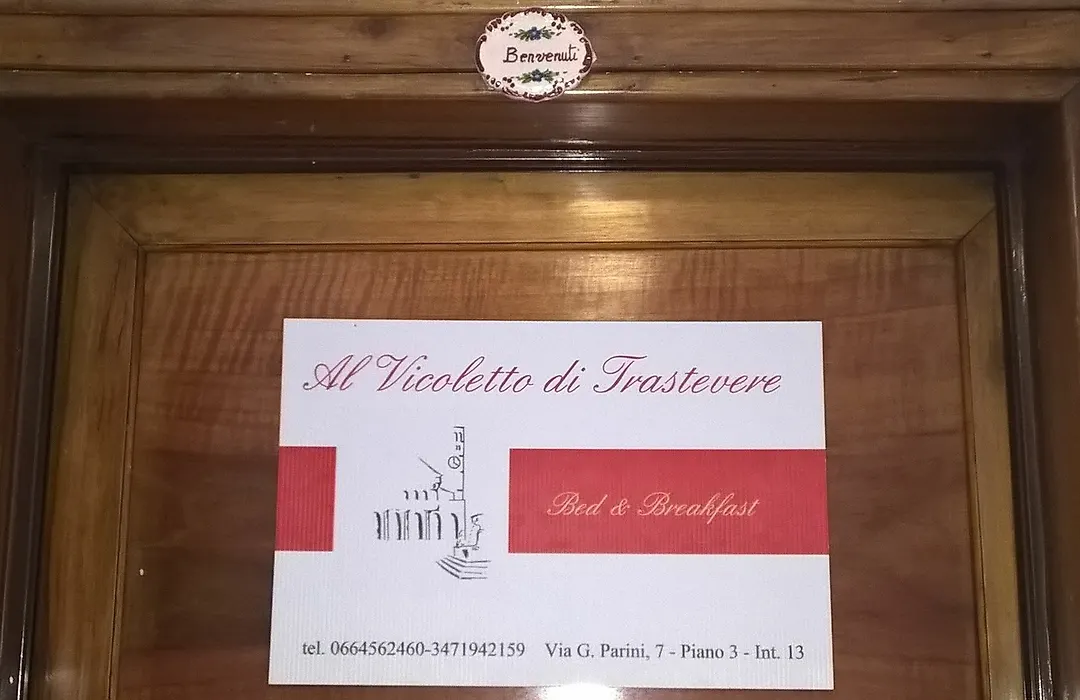 Benvenuti
Al Vicoletto di Trastevere
Bed & Breakfast
tel. 0664562460-3471942159 Via G. Parini, 7 - Piano 3 - Int. 13